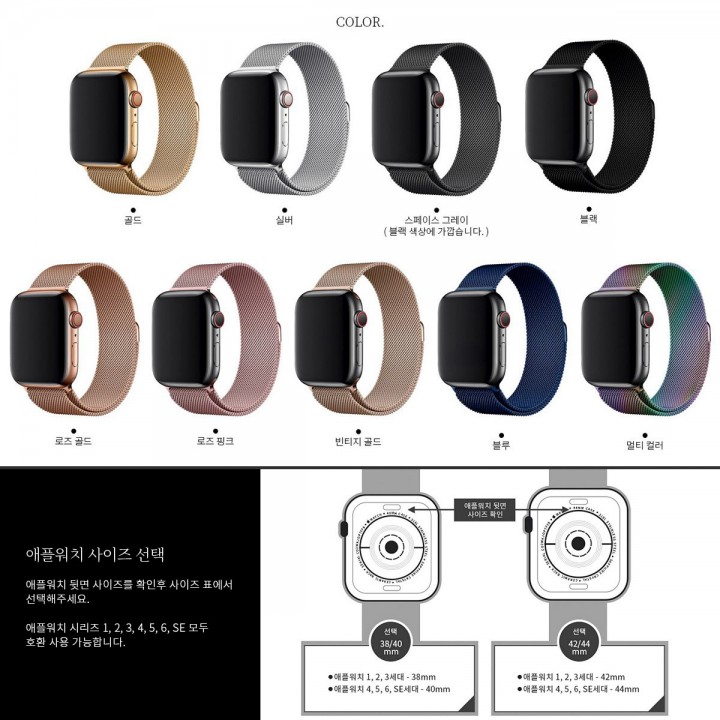 COLOR.
골드
실버
스페이스 그레이
( 블랙 색상에 가깝습니다. )
블랙
로즈 골드
로즈 핑크
빈티지 골드
블루
멀티 컬러
애플워치 사이즈 선택
애플워치 뒷면 사이즈를 확인후 사이즈 표에서
선택해주세요.
애플워치 시리즈 1, 2, 3, 4, 5, 6, SE 모두
호환 사용 가능합니다.
애플워치 뒷면
사이즈 확인
선택
38/40
mm
●애플워치 1, 2, 3세대 - 38mm
●애플워치 4, 5, 6, SE세대 - 40mm
선택
42/44
mm
●애플워치 1, 2, 3세대 - 42mm
●애플워치 4, 5, 6, SE세대 - 44mm